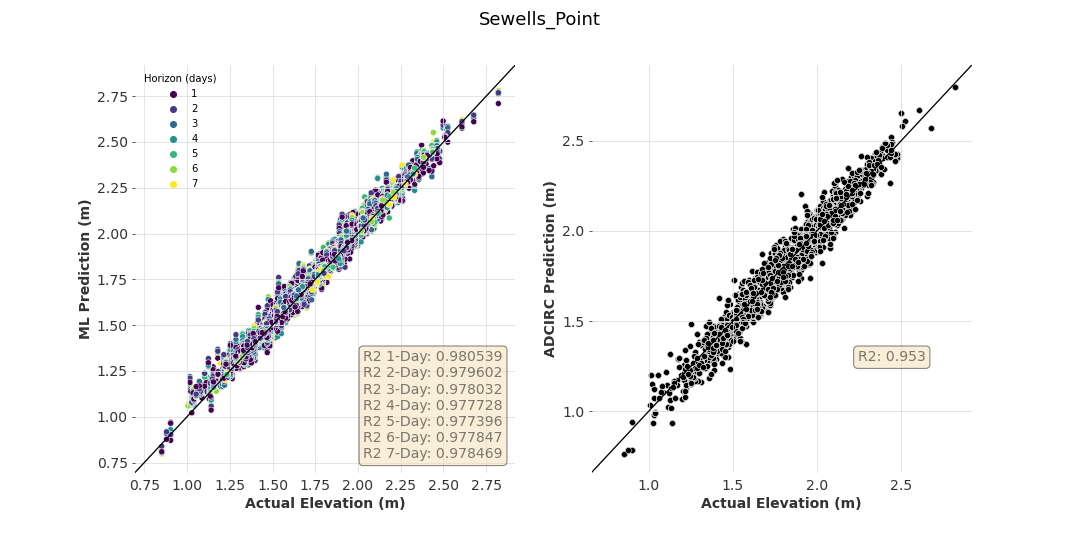 Sewells_Point
Horizon (days)
1
2
3
4
5
6
7
2.75
2.50
2.25
2.00
1.75
1.50
1.25
1.00
0.75
ML Prediction (m)
R2 1-Day: 0.980539
R2 2-Day: 0.979602
R2 3-Day: 0.978032
R2 4-Day: 0.977728
R2 5-Day: 0.977396
R2 6-Day: 0.977847
R2 7-Day: 0.978469
0.75 1.00 1.25 1.50 1.75 2.00 2.25 2.50 2.75
Actual Elevation (m)
2.5
2.0
1.5
1.0
ADCIRC Prediction (m)
R2: 0.953
1.0 1.5 2.0 2.5
Actual Elevation (m)